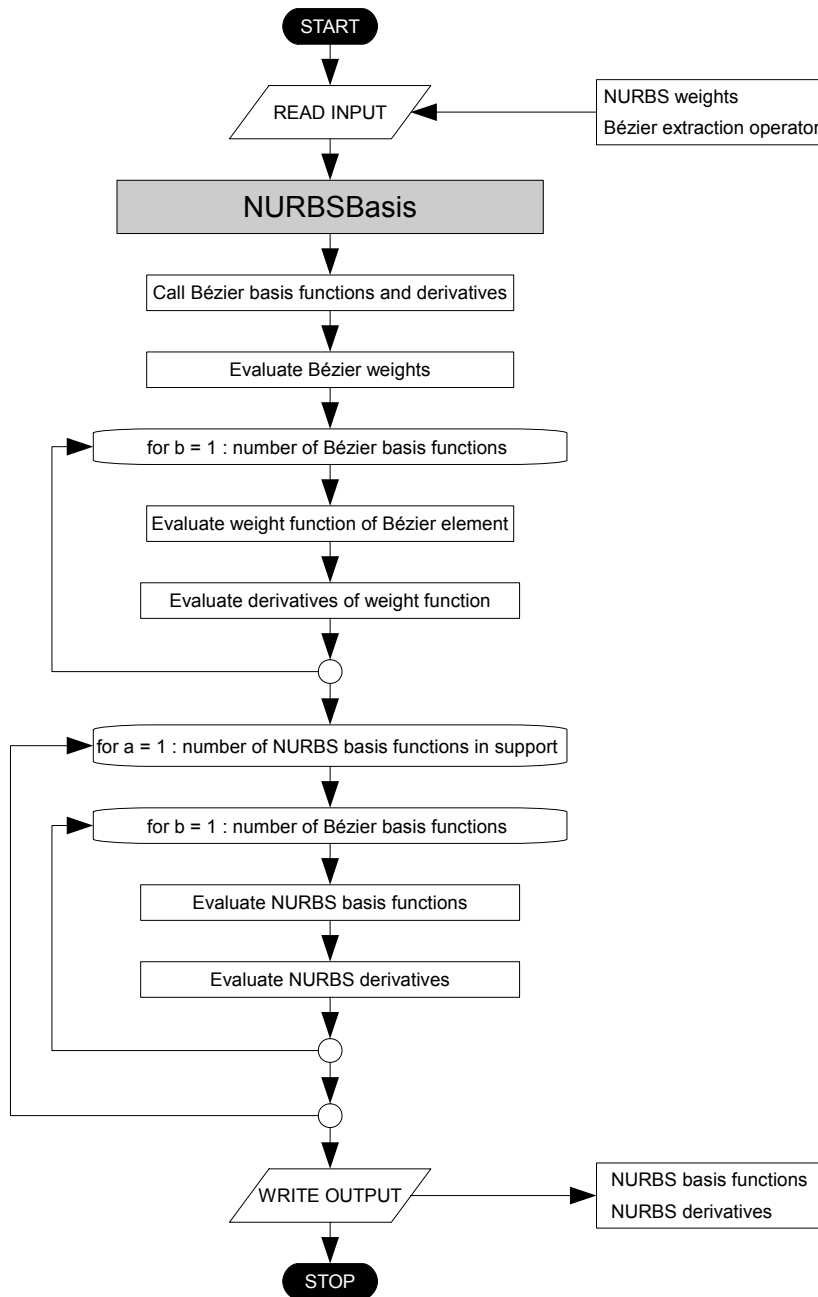 START
READ INPUT
NURBS weights
Bézier extraction operator
NURBSBasis
Call Bézier basis functions and derivatives
Evaluate Bézier weights
for b = 1 : number of Bézier basis functions
Evaluate weight function of Bézier element
Evaluate derivatives of weight function
for a = 1 : number of NURBS basis functions in support
for b = 1 : number of Bézier basis functions
Evaluate NURBS basis functions
Evaluate NURBS derivatives
WRITE OUTPUT
NURBS basis functions
NURBS derivatives
STOP